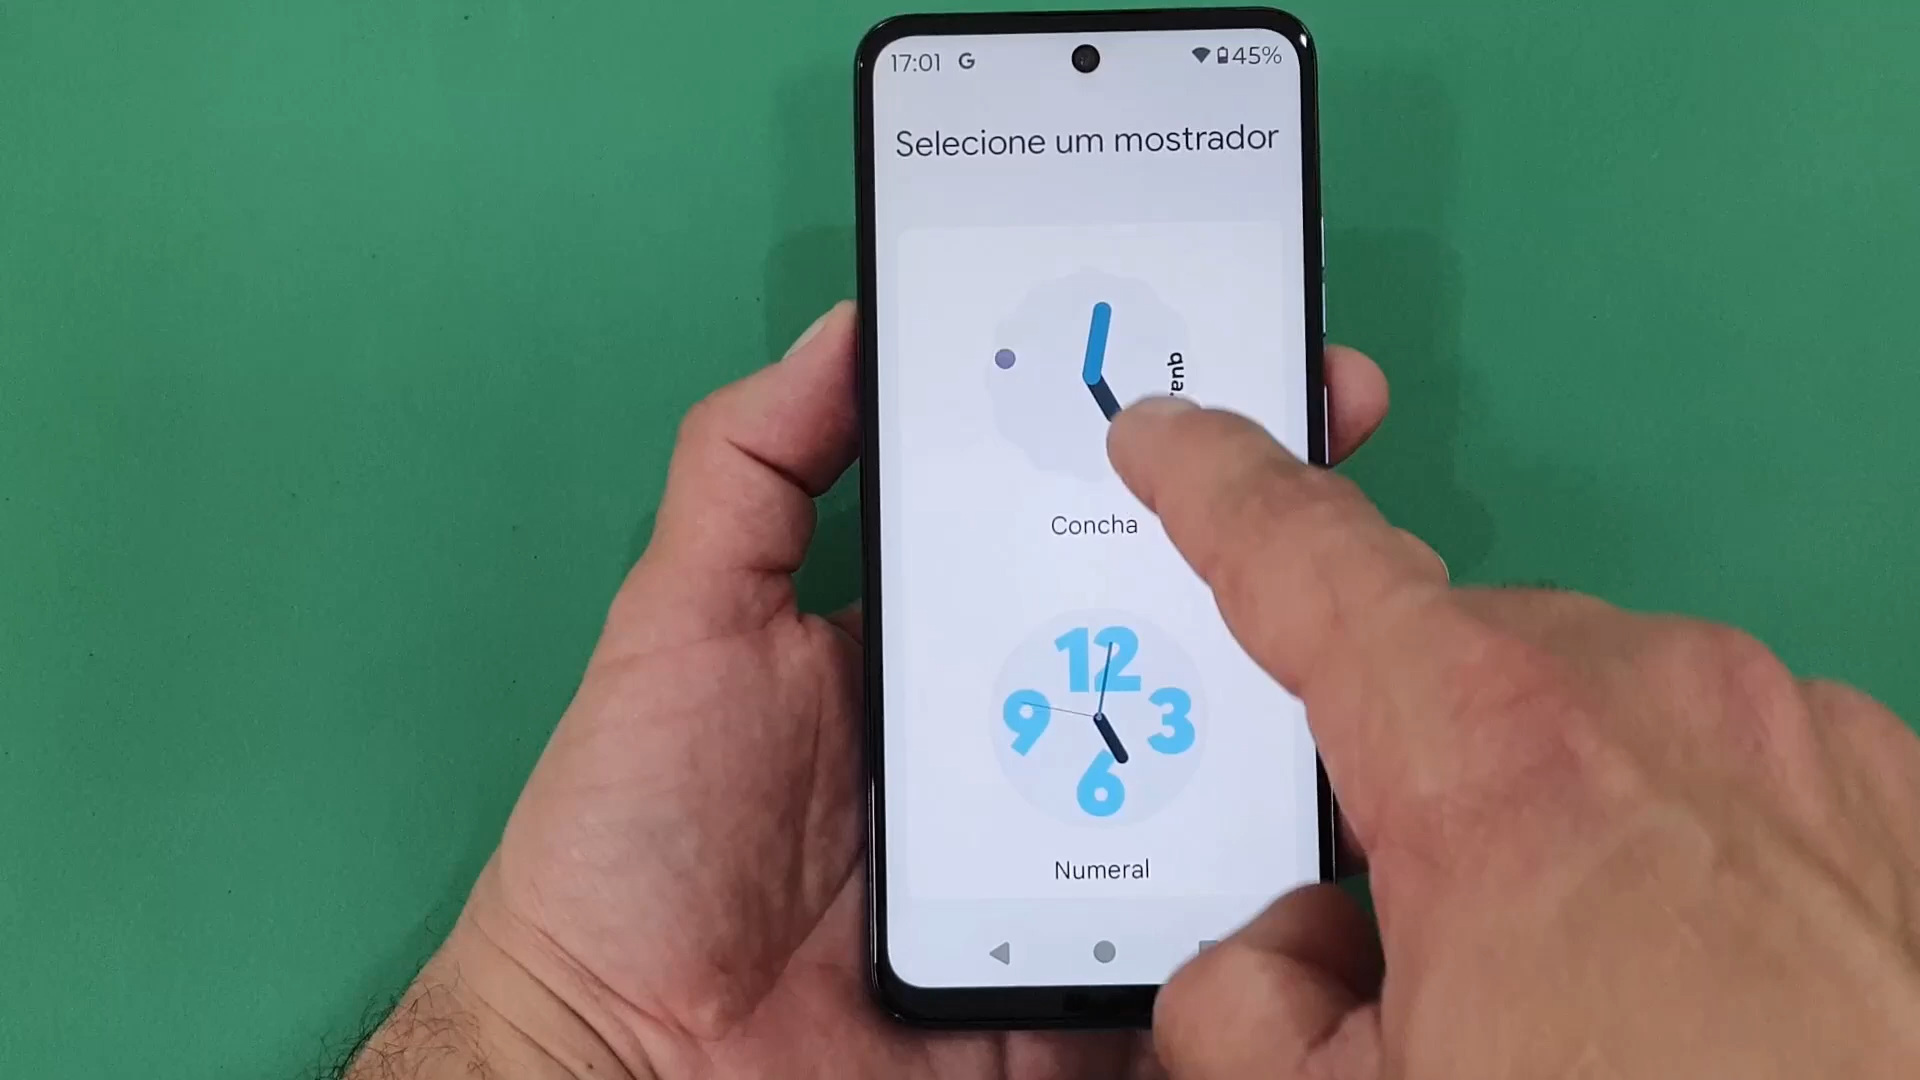 17:01 G 45%
Selecione um mostrador
Concha
12
9 3
6
Numeral